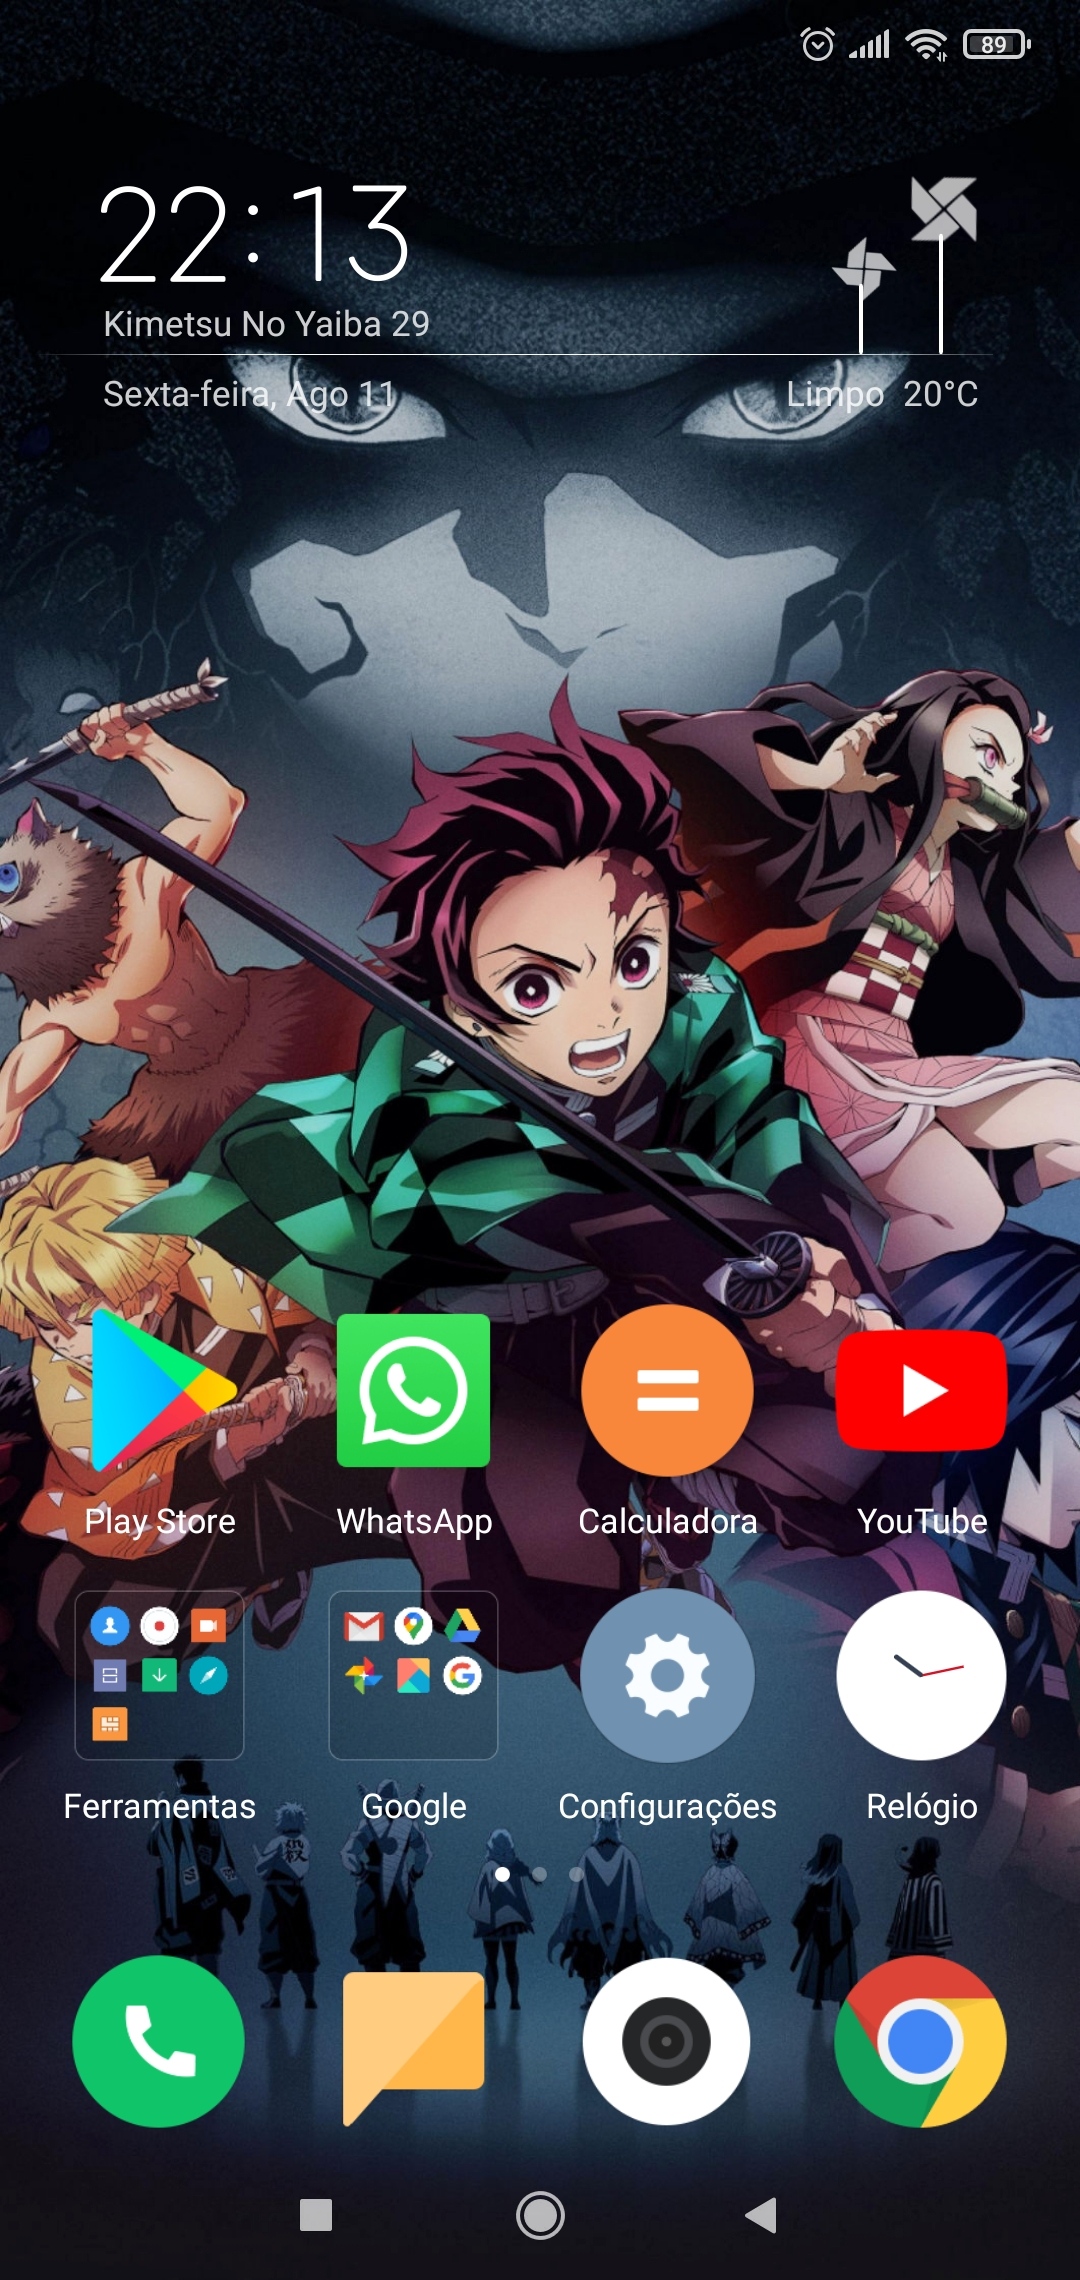 89
22:13
Kimetsu No Yaiba 29
Sexta-feira, Ago 11
Limpo 20°C
Play Store
WhatsApp
Calculadora
YouTube
Ferramentas
Google
Configurações
Relógio